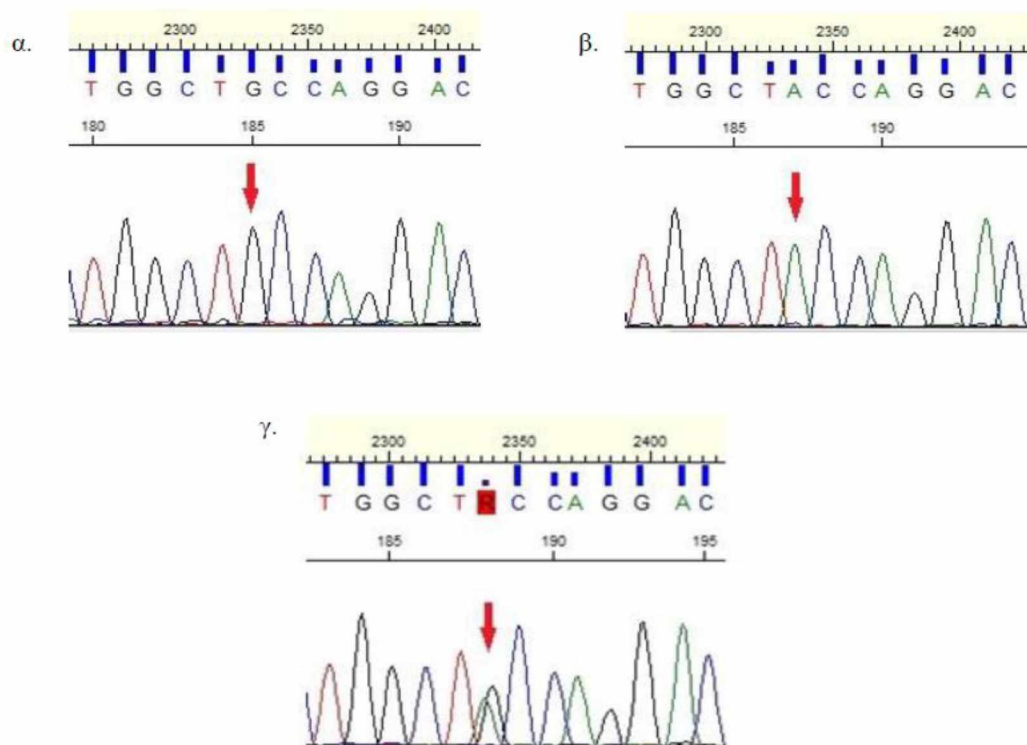 α.
2300 2350 2400
T G G C T G C C A G G A C
180 185 190
β.
2300 2350 2400
T G G C T A C C A G G A C
185 190
γ.
2300 2350 2400
T G G C T R C C A G G A C
185 190 195